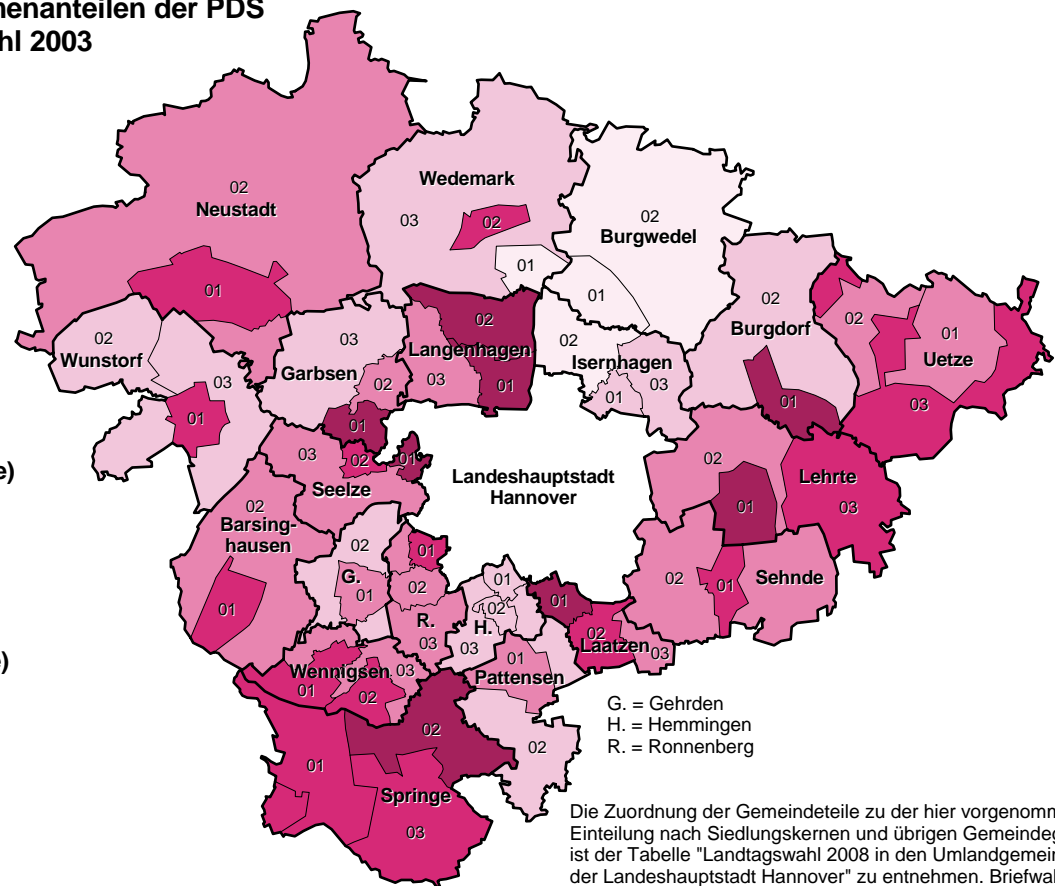 nanteilen der PDS
hl 2003
02
Neustadt
01
Wedemark
03
02
01
02
Burgwedel
01
02
Wunstorf
03
01
03
Garbsen
02
01
02
Langenhagen
03
01
02
Isernhagen
03
01
02
Burgdorf
01
02
01
Uetze
03
e)
03
02
01
Seelze
Landeshauptstadt
Hannover
02
01
Lehrte
03
02
Barsing-
hausen
01
02
G.
01
01
02
R.
03
01
02
H.
03
01
02
Laatzen
03
02
01
Sehnde
Wennigsen
03
01
02
01
Pattensen
02
e)
01
02
Springe
03
G. = Gehrden
H. = Hemmingen
R. = Ronnenberg
Die Zuordnung der Gemeindeteile zu der hier vorgenomm
Einteilung nach Siedlungskernen und übrigen Gemeindeg
ist der Tabelle "Landtagswahl 2008 in den Umlandgemein
der Landeshauptstadt Hannover" zu entnehmen. Briefwal